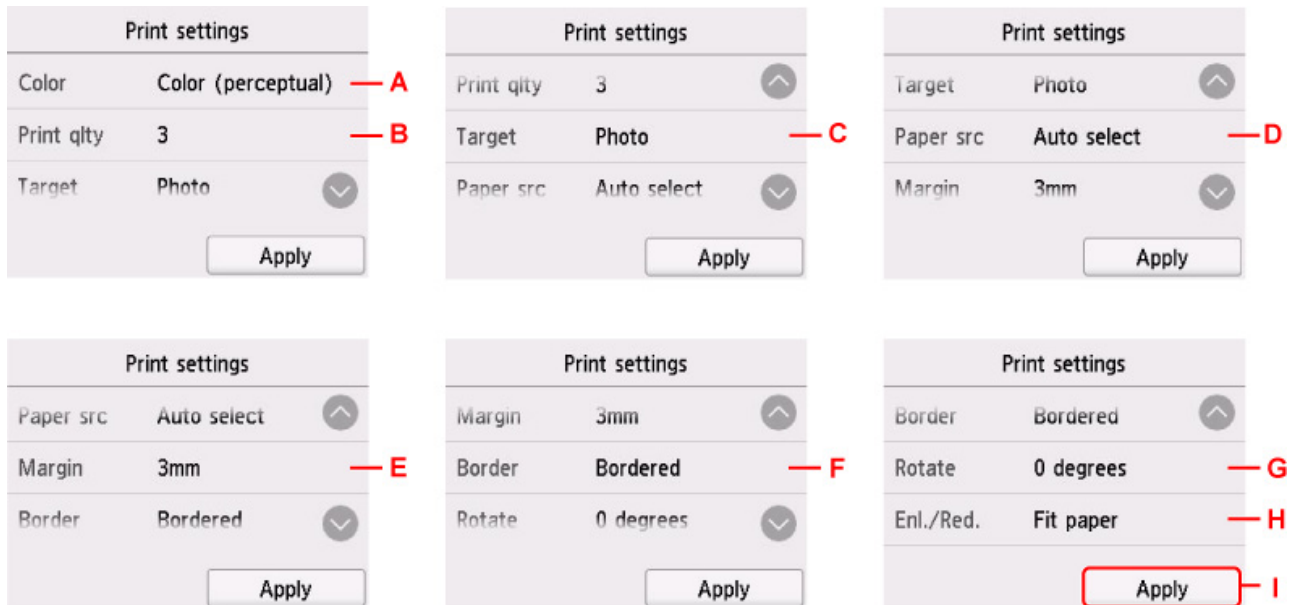 Print settings
Color Color (perceptual) A
Print qlty 3 B
Target Photo
Apply
Print settings
Print qlty 3
Target Photo C
Paper src Auto select
Apply
Print settings
Target Photo
Paper src Auto select D
Margin 3mm
Apply
Print settings
Paper src Auto select
Margin 3mm E
Border Bordered
Apply
Print settings
Margin 3mm
Border Bordered F
Rotate 0 degrees
Apply
Print settings
Border Bordered
Rotate 0 degrees G
Enl./Red. Fit paper H
Apply I